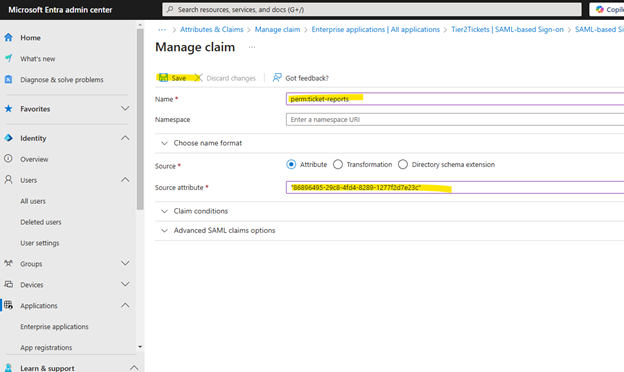 Microsoft Entra admin center
Search resources, services, and docs (G+/)
Copilo
Home
What's new
Diagnose & solve problems
Favorites
Identity
Overview
Users
All users
Deleted users
User settings
Groups
Devices
Applications
Enterprise applications
App registrations
Learn & support
··· > Attributes & Claims > Manage claim > Enterprise applications | All applications > Tier2Tickets | SAML-based Sign-on > SAML-based Si
Manage claim ···
Save Discard changes | Got feedback?
Name * perm:ticket-reports
Namespace Enter a namespace URI
Choose name format
Source * Attribute Transformation Directory schema extension
Source attribute * "86896495-29c8-4fd4-8289-1277f2d7e23c"
Claim conditions
Advanced SAML claims options